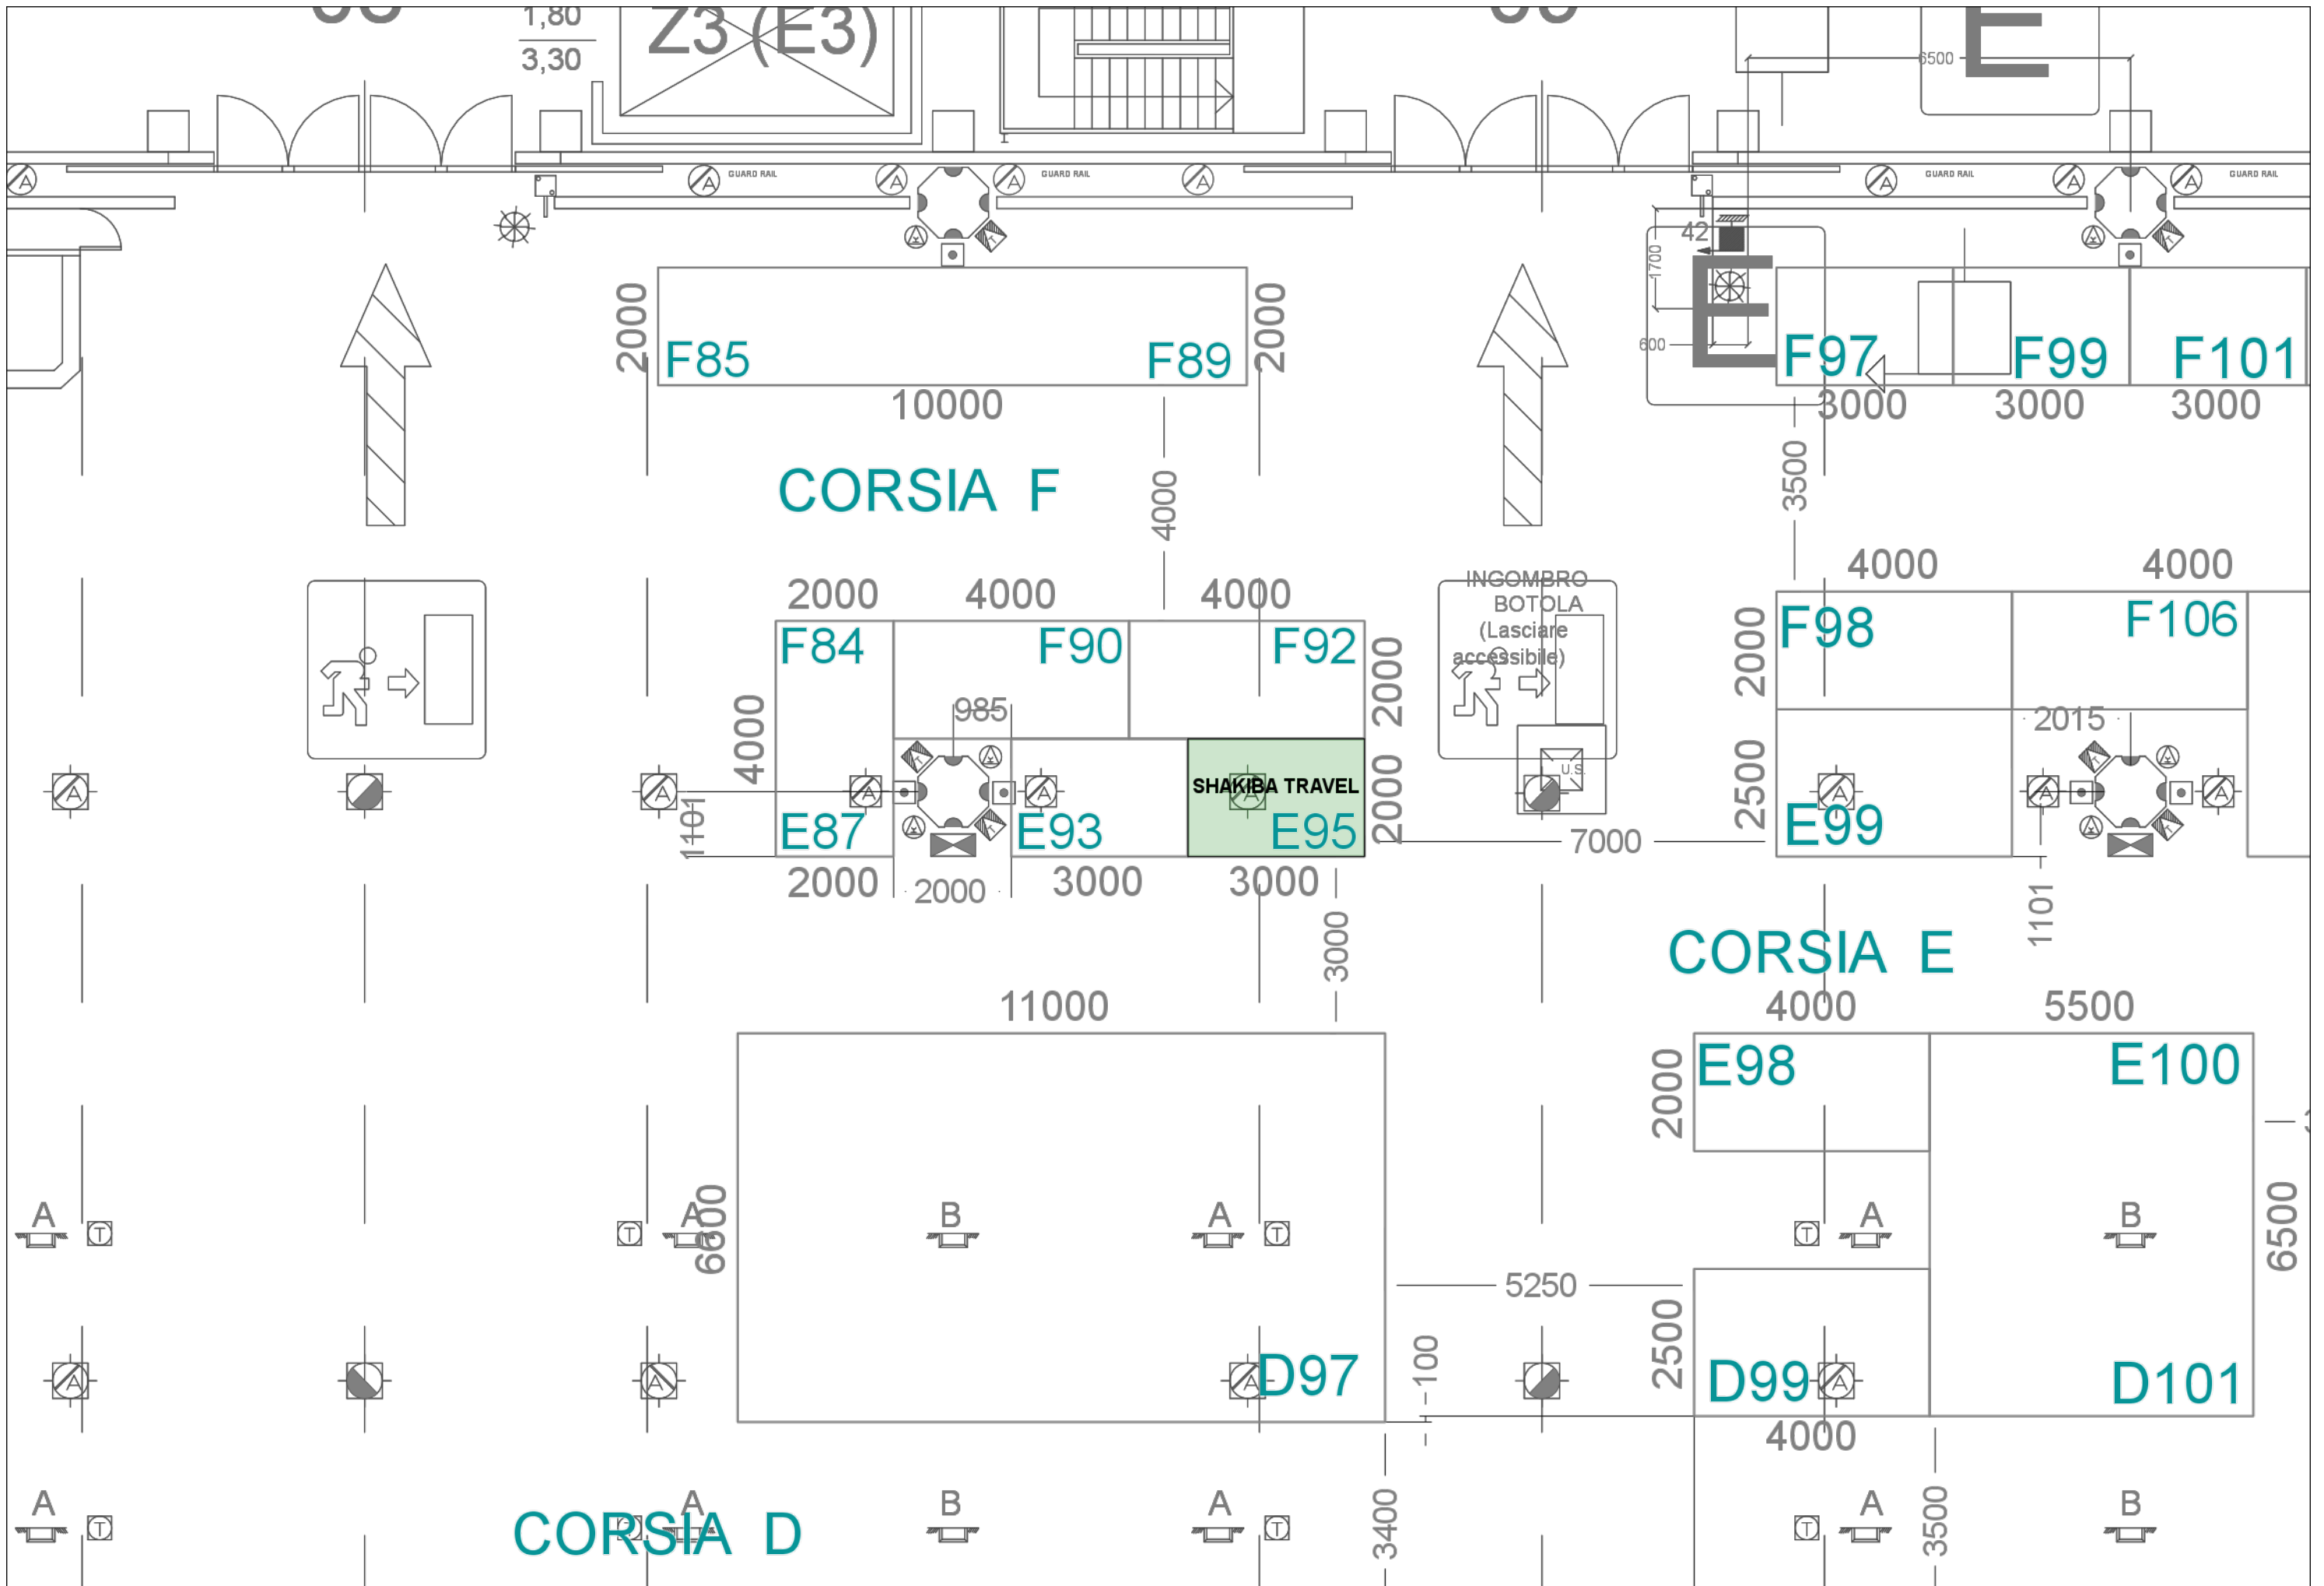 1,80
3,30
Z3 (E3)
E
6500
GUARD RAIL
GUARD RAIL
GUARD RAIL
GUARD RAIL
A
A
A
A
A
A
A
A
T
T
42
1700
600
E
2000
F85
F89
2000
10000
F97
F99
F101
3000
3000
3000
CORSIA F
4000
3500
2000
4000
4000
F84
F90
F92
2000
4000
985
INGOMBRO
BOTOLA
(Lasciare
accessibile)
U.S.
4000
4000
F98
F106
2000
2015
2500
SHAKIBA TRAVEL
2000
1101
E87
E93
E95
E99
7000
2000
2000
3000
3000
3000
1101
CORSIA E
11000
4000
5500
E98
E100
2000
6600
6500
A
T
T
A
B
A
T
T
A
B
5250
2500
100
D97
D99
D101
4000
3400
3500
A
T
T
A
B
A
T
T
A
B
CORSIA D